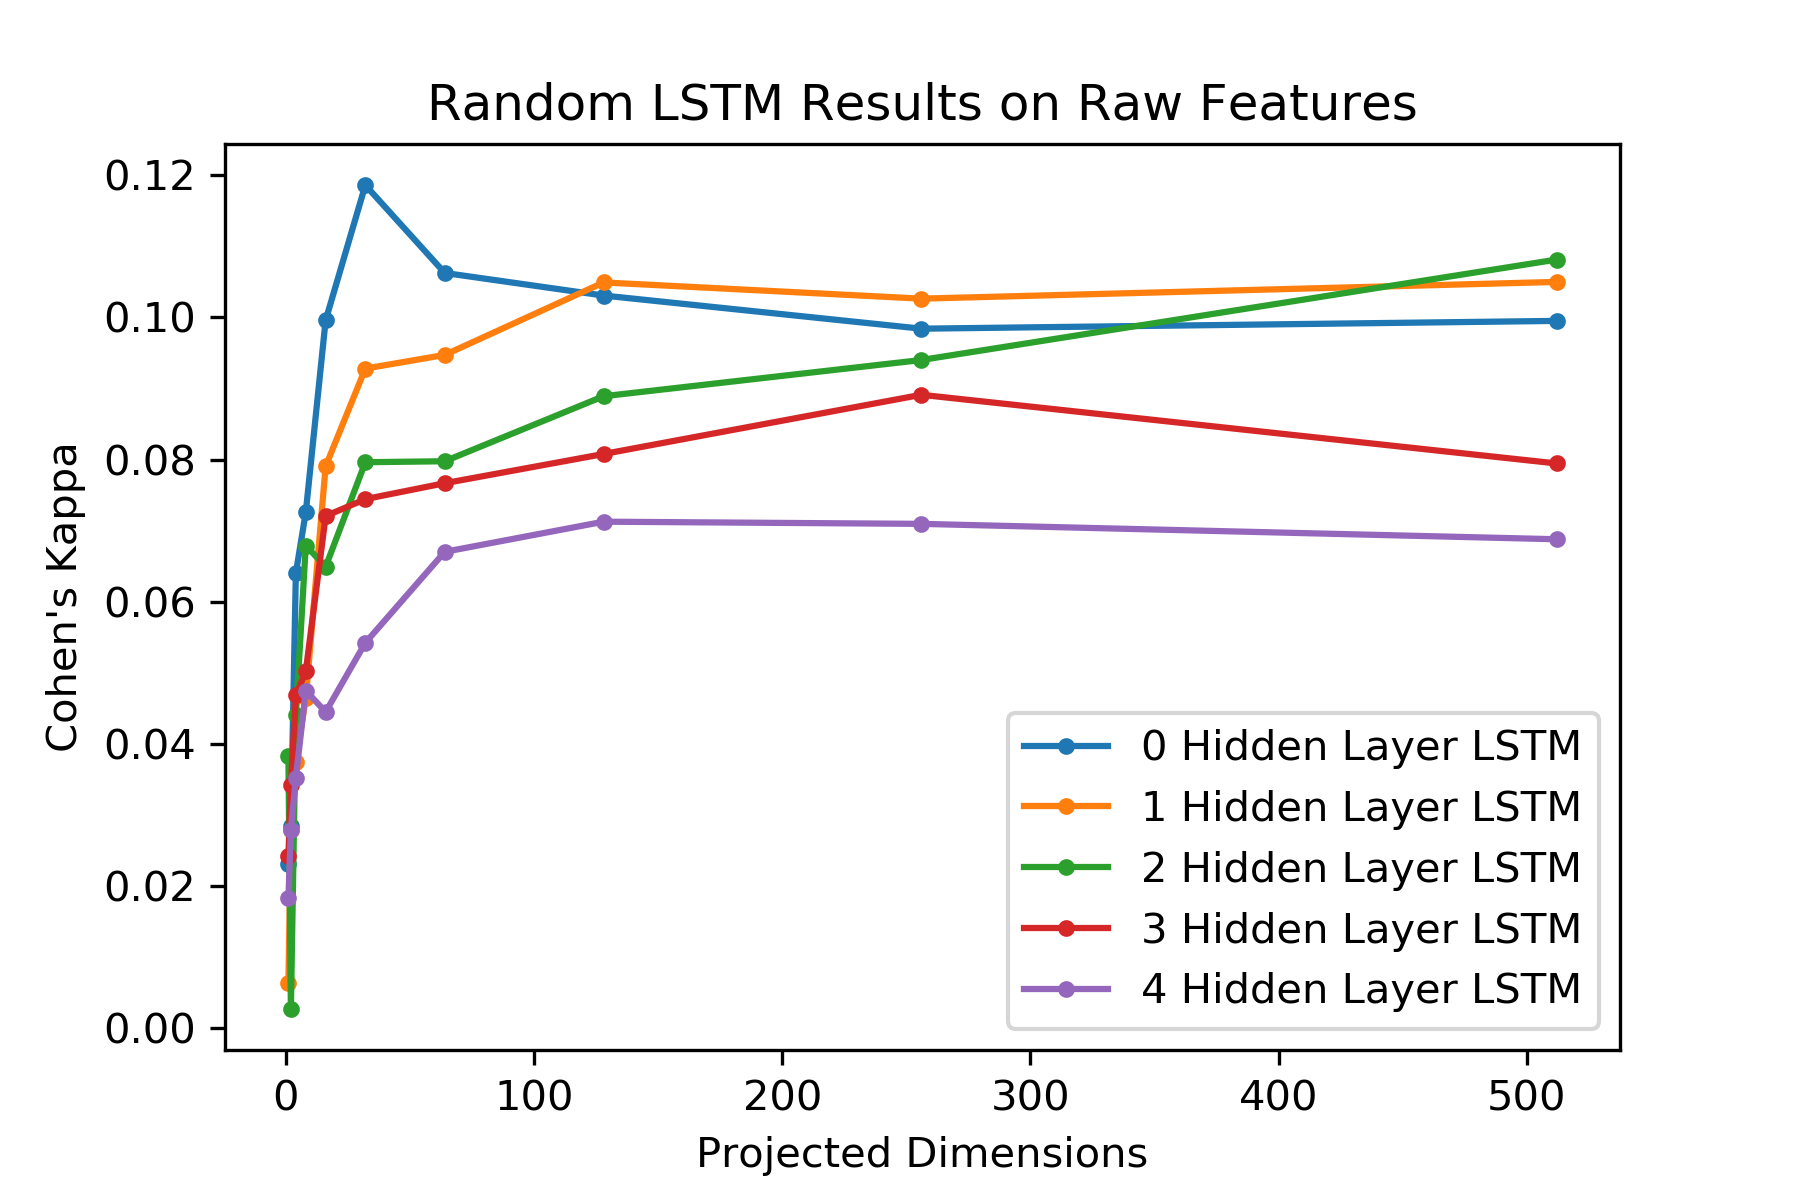 Random LSTM Results on Raw Features
0.12
0.10
0.08
0.06
0.04
0.02
0.00
Cohen's Kappa
0 Hidden Layer LSTM
1 Hidden Layer LSTM
2 Hidden Layer LSTM
3 Hidden Layer LSTM
4 Hidden Layer LSTM
0 100 200 300 400 500
Projected Dimensions